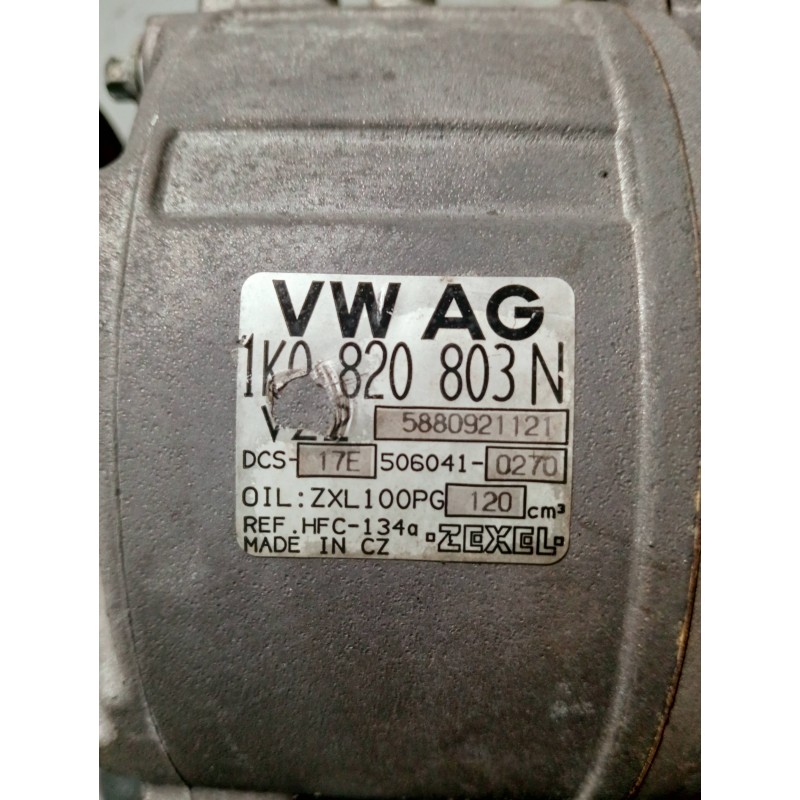 VW AG
1K0 820 803 N
5880921121
DCS-17E 506041-0270
OIL: ZXL100PG 120 cm³
REF. HFC-134a ·ZEXEL·
MADE IN CZ